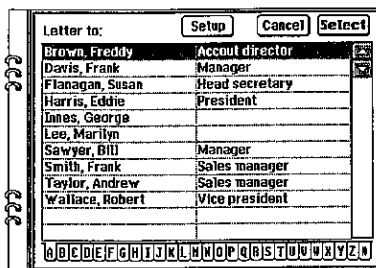 Letter to: Setup Cancel Select
Brown, Freddy Accout director
Davis, Frank Manager
Flanagan, Susan Head secretary
Harris, Eddie President
Innes, George
Lee, Marilyn
Sawyer, Bill Manager
Smith, Frank Sales manager
Taylor, Andrew Sales manager
Wallace, Robert Vice president
A B C D E F G H I J K L M N O P Q R S T U V W X Y Z #